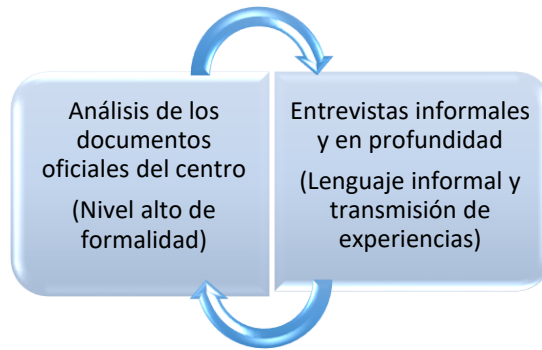 Análisis de los
documentos
oficiales del centro
(Nivel alto de
formalidad)
Entrevistas informales
y en profundidad
(Lenguaje informal y
transmisión de
experiencias)